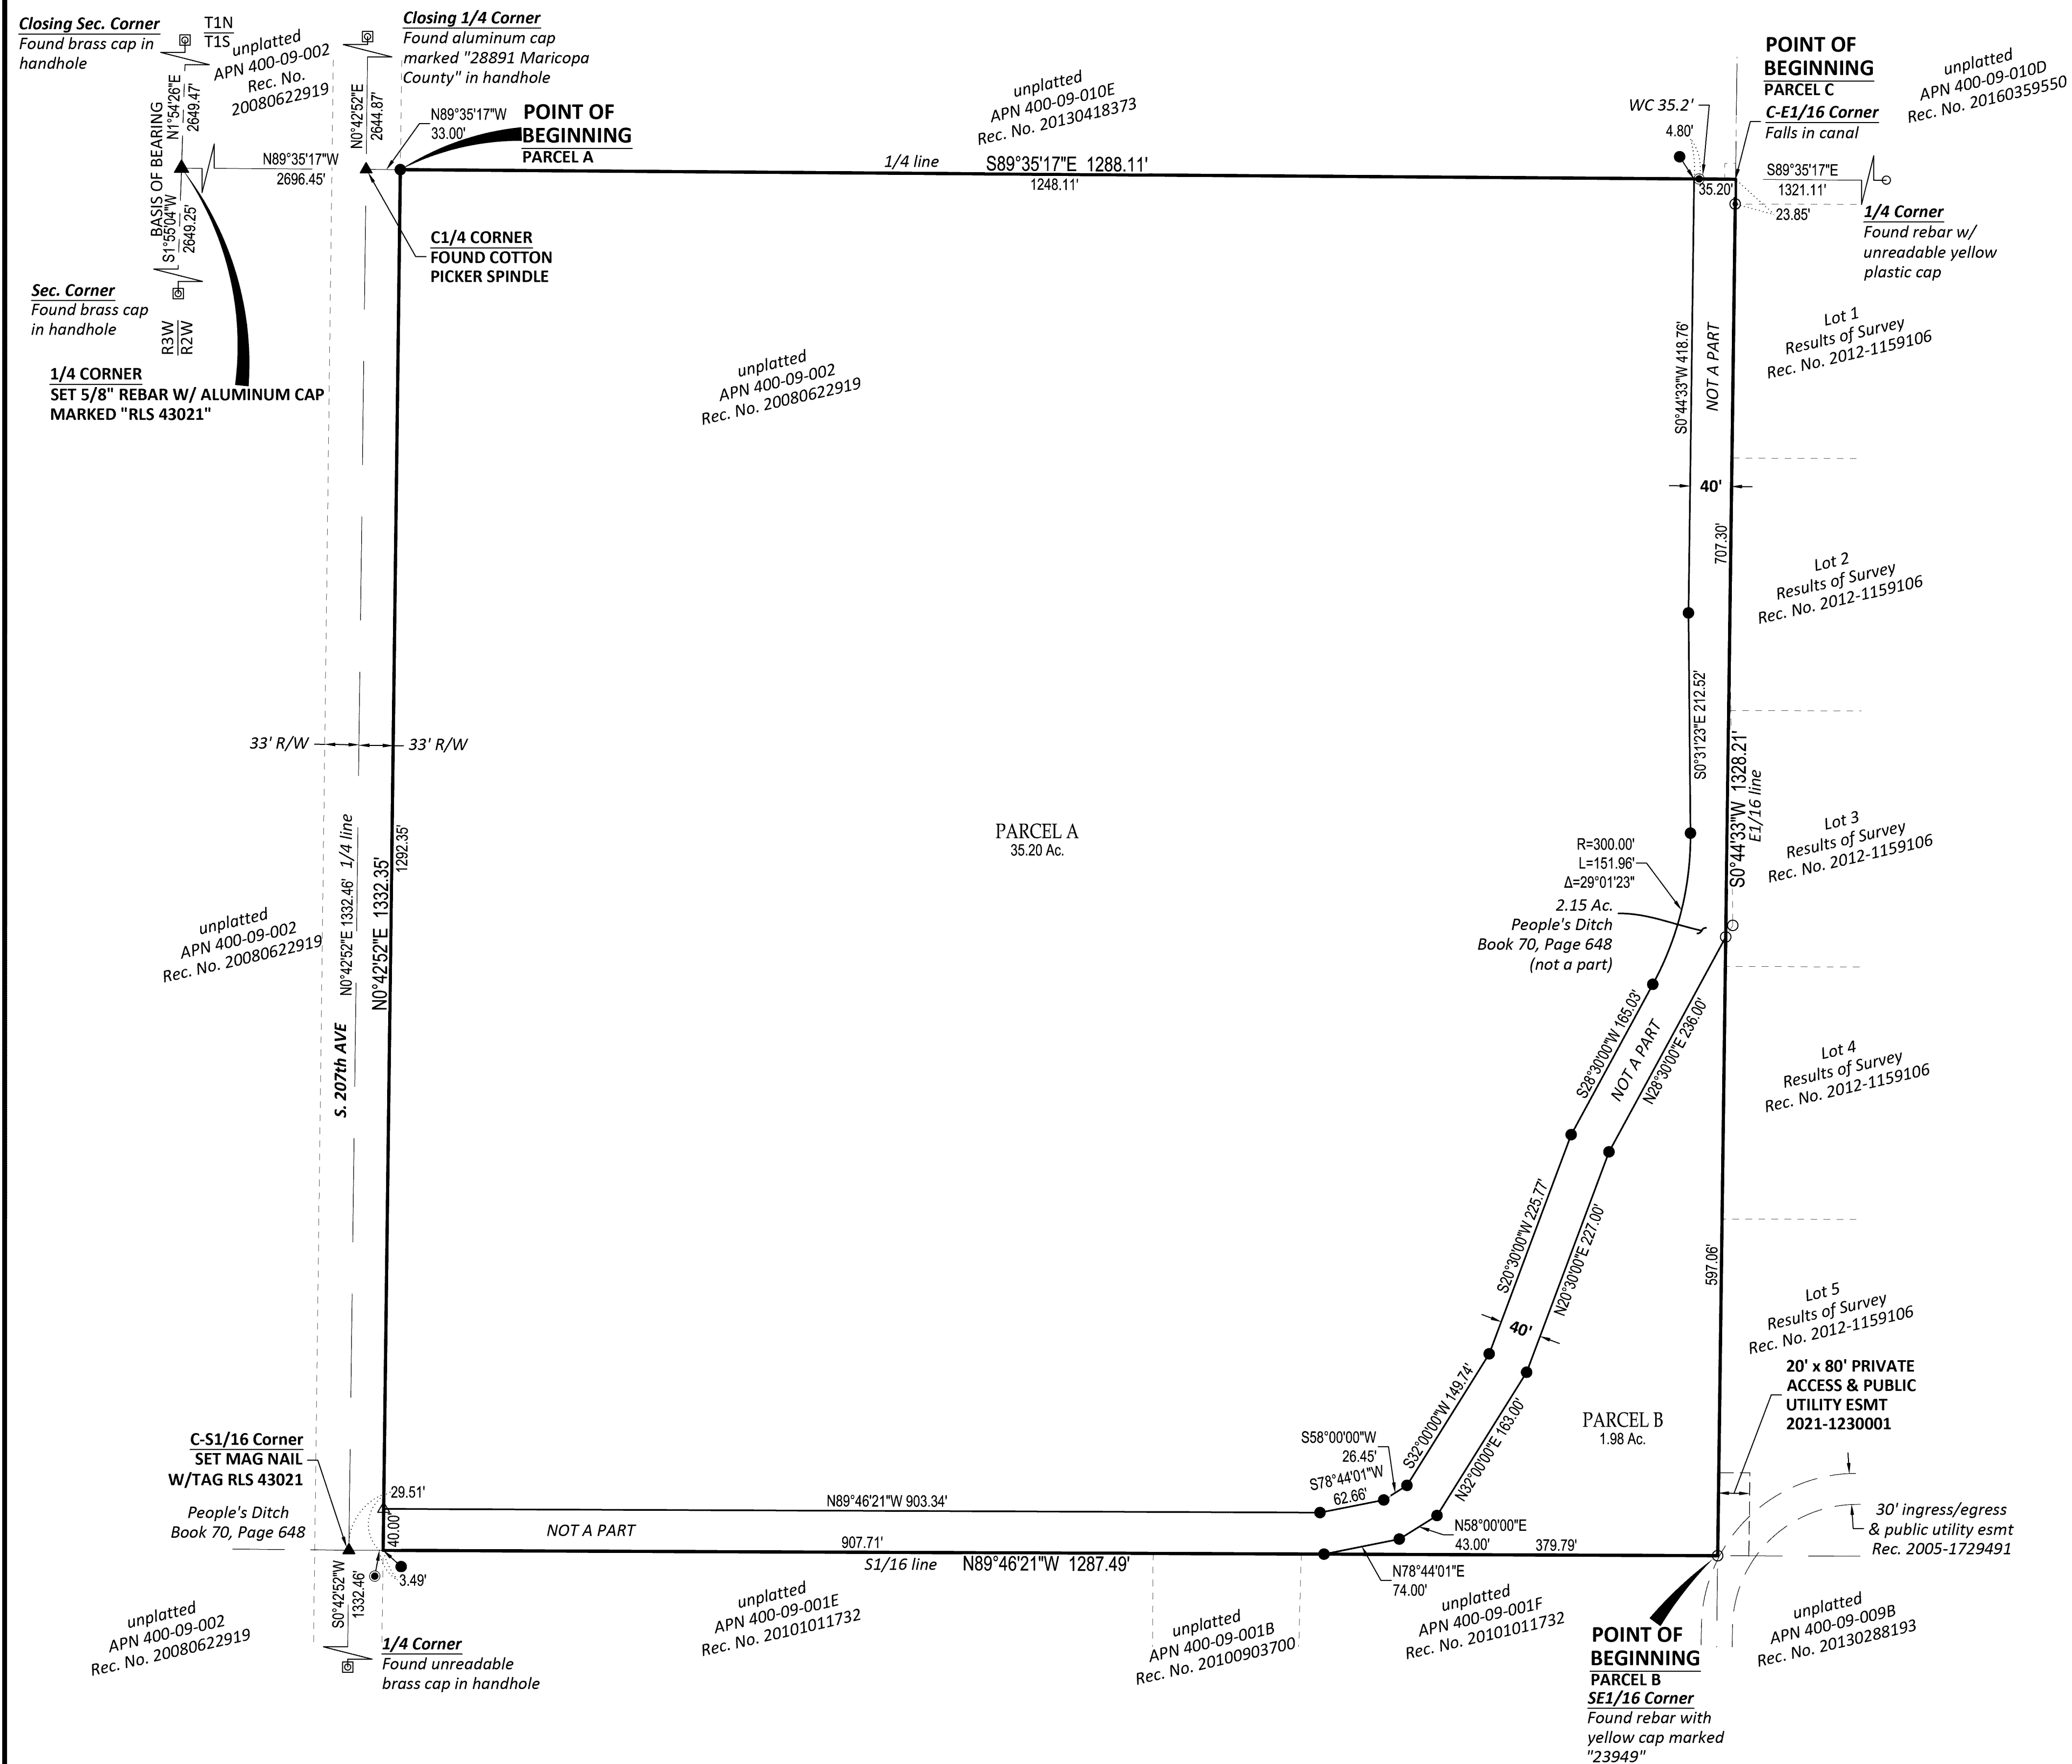 Closing Sec. Corner
Found brass cap in
handhole
T1N
T1S
unplatted
APN 400-09-002
Rec. No.
20080622919
Closing 1/4 Corner
Found aluminum cap
marked "28891 Maricopa
County" in handhole
N0°42'52"E
2644.87'
BASIS OF BEARING
N1°54'26"E
2649.47'
S1°55'04"W
2649.25'
N89°35'17"W
2696.45'
N89°35'17"W
33.00'
POINT OF
BEGINNING
PARCEL A
unplatted
APN 400-09-010E
Rec. No. 20130418373
1/4 line
S89°35'17"E 1288.11'
1248.11'
WC 35.2'
4.80'
35.20'
POINT OF
BEGINNING
PARCEL C
C-E1/16 Corner
Falls in canal
unplatted
APN 400-09-010D
Rec. No. 20160359550
S89°35'17"E
1321.11'
23.85'
1/4 Corner
Found rebar w/
unreadable yellow
plastic cap
C1/4 CORNER
FOUND COTTON
PICKER SPINDLE
Sec. Corner
Found brass cap
in handhole
R3W
R2W
1/4 CORNER
SET 5/8" REBAR W/ ALUMINUM CAP
MARKED "RLS 43021"
unplatted
APN 400-09-002
Rec. No. 20080622919
S0°44'33"W 418.76'
NOT A PART
Lot 1
Results of Survey
Rec. No. 2012-1159106
40'
707.30'
Lot 2
Results of Survey
Rec. No. 2012-1159106
S0°31'23"E 212.52'
33' R/W
33' R/W
S0°44'33"W 1328.21'
E1/16 line
Lot 3
Results of Survey
Rec. No. 2012-1159106
PARCEL A
35.20 Ac.
R=300.00'
L=151.96'
Δ=29°01'23"
2.15 Ac.
People's Ditch
Book 70, Page 648
(not a part)
N0°42'52"E 1332.46'
1/4 line
N0°42'52"E 1332.35'
1292.35'
unplatted
APN 400-09-002
Rec. No. 20080622919
S. 207th AVE
S28°30'00"W 165.03'
NOT A PART
N28°30'00"E 236.00'
Lot 4
Results of Survey
Rec. No. 2012-1159106
S20°30'00"W 225.77'
N20°30'00"E 227.00'
40'
597.06'
Lot 5
Results of Survey
Rec. No. 2012-1159106
20' x 80' PRIVATE
ACCESS & PUBLIC
UTILITY ESMT
2021-1230001
S32°00'00"W 149.74'
N32°00'00"E 163.00'
PARCEL B
1.98 Ac.
S58°00'00"W
26.45'
S78°44'01"W
62.66'
C-S1/16 Corner
SET MAG NAIL
W/TAG RLS 43021
People's Ditch
Book 70, Page 648
29.51'
40.00'
3.49'
NOT A PART
N89°46'21"W 903.34'
907.71'
S1/16 line
N89°46'21"W 1287.49'
N58°00'00"E
43.00'
379.79'
N78°44'01"E
74.00'
30' ingress/egress
& public utility esmt
Rec. 2005-1729491
S0°42'52"W
1332.46'
unplatted
APN 400-09-002
Rec. No. 20080622919
1/4 Corner
Found unreadable
brass cap in handhole
unplatted
APN 400-09-001E
Rec. No. 20101011732
unplatted
APN 400-09-001B
Rec. No. 20100903700
unplatted
APN 400-09-001F
Rec. No. 20101011732
POINT OF
BEGINNING
PARCEL B
SE1/16 Corner
Found rebar with
yellow cap marked
"23949"
unplatted
APN 400-09-009B
Rec. No. 20130288193